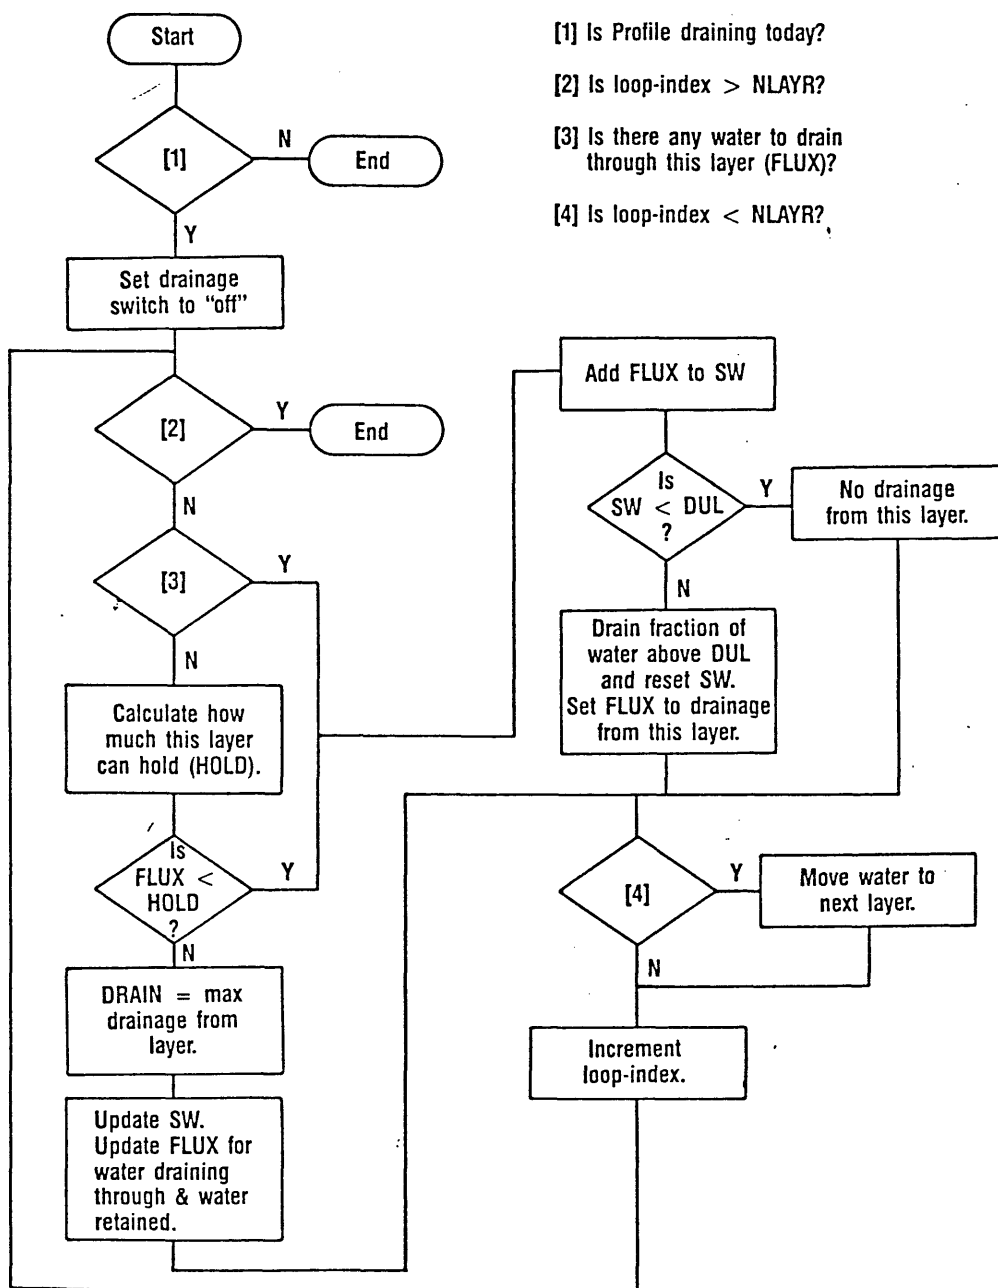 Start
[1] Is Profile draining today?
[2] Is loop-index > NLAYR?
[3] Is there any water to drain
through this layer (FLUX)?
[4] Is loop-index < NLAYR?
[1]
N
End
Y
Set drainage
switch to "off"
[2]
Y
End
N
[3]
Y
N
Calculate how
much this layer
can hold (HOLD).
Is
FLUX <
HOLD
?
Y
N
DRAIN = max
drainage from
layer.
Update SW.
Update FLUX for
water draining
through & water
retained.
Add FLUX to SW
Is
SW < DUL
?
Y
No drainage
from this layer.
N
Drain fraction of
water above DUL
and reset SW.
Set FLUX to drainage
from this layer.
[4]
Y
Move water to
next layer.
N
Increment
loop-index.